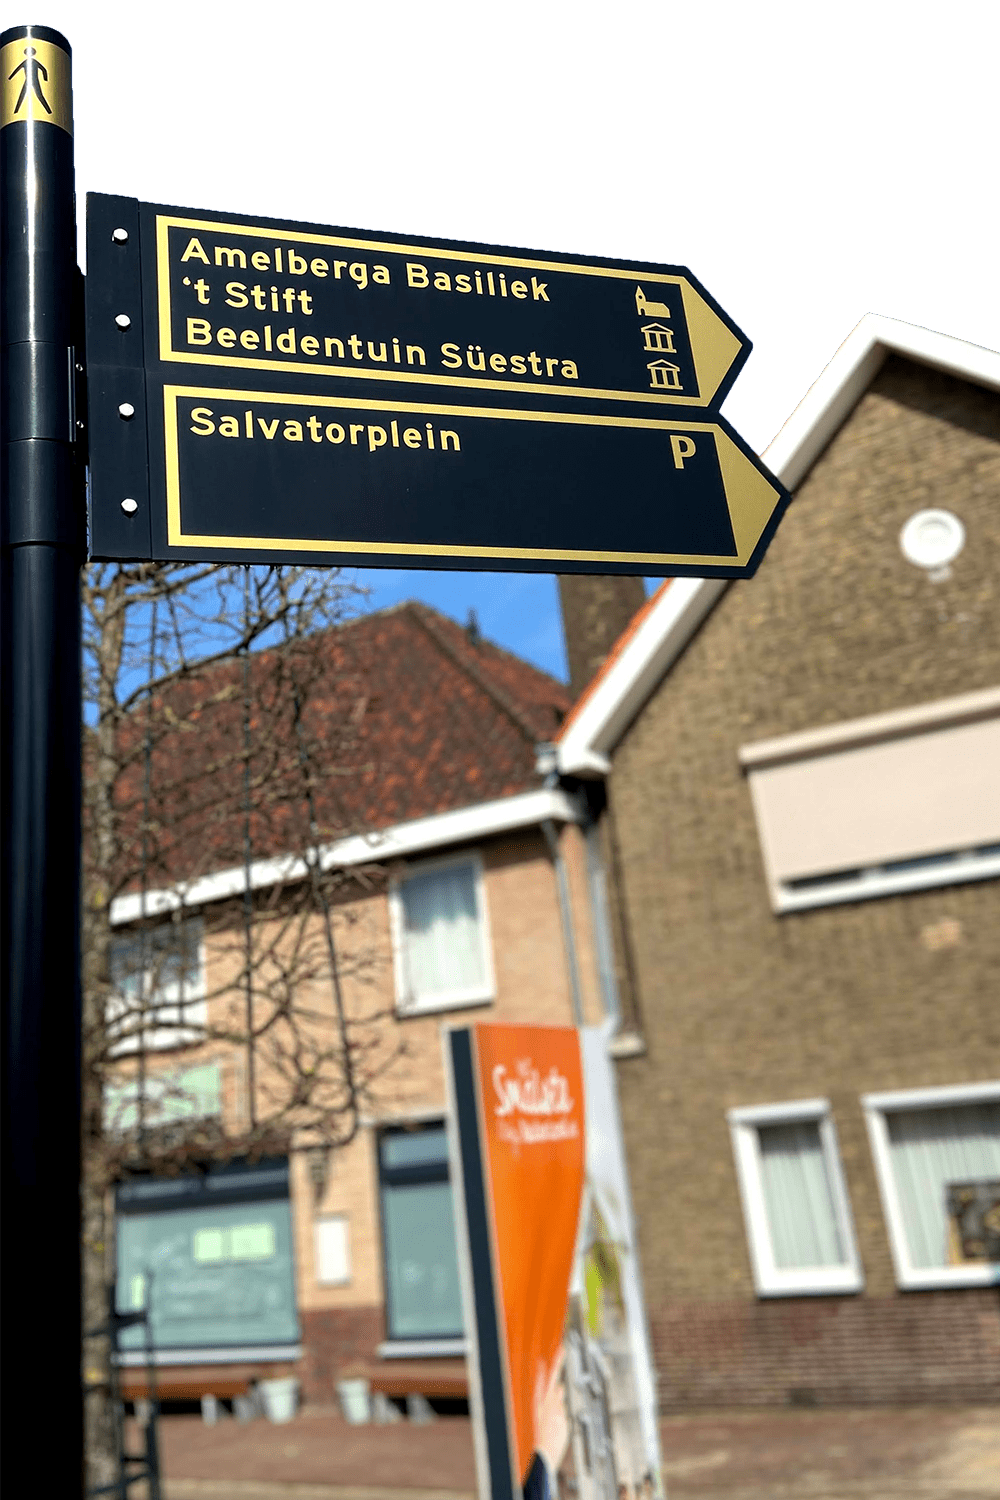 Amelberga Basiliek
't Stift
Beeldentuin Süestra
Salvatorplein
P